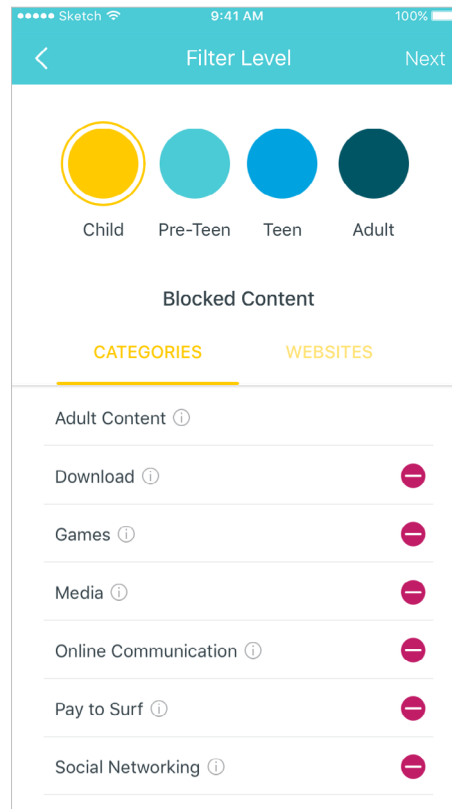 Sketch 9:41 AM 100%
Filter Level Next
Child Pre-Teen Teen Adult
Blocked Content
CATEGORIES WEBSITES
Adult Content
Download
Games
Media
Online Communication
Pay to Surf
Social Networking